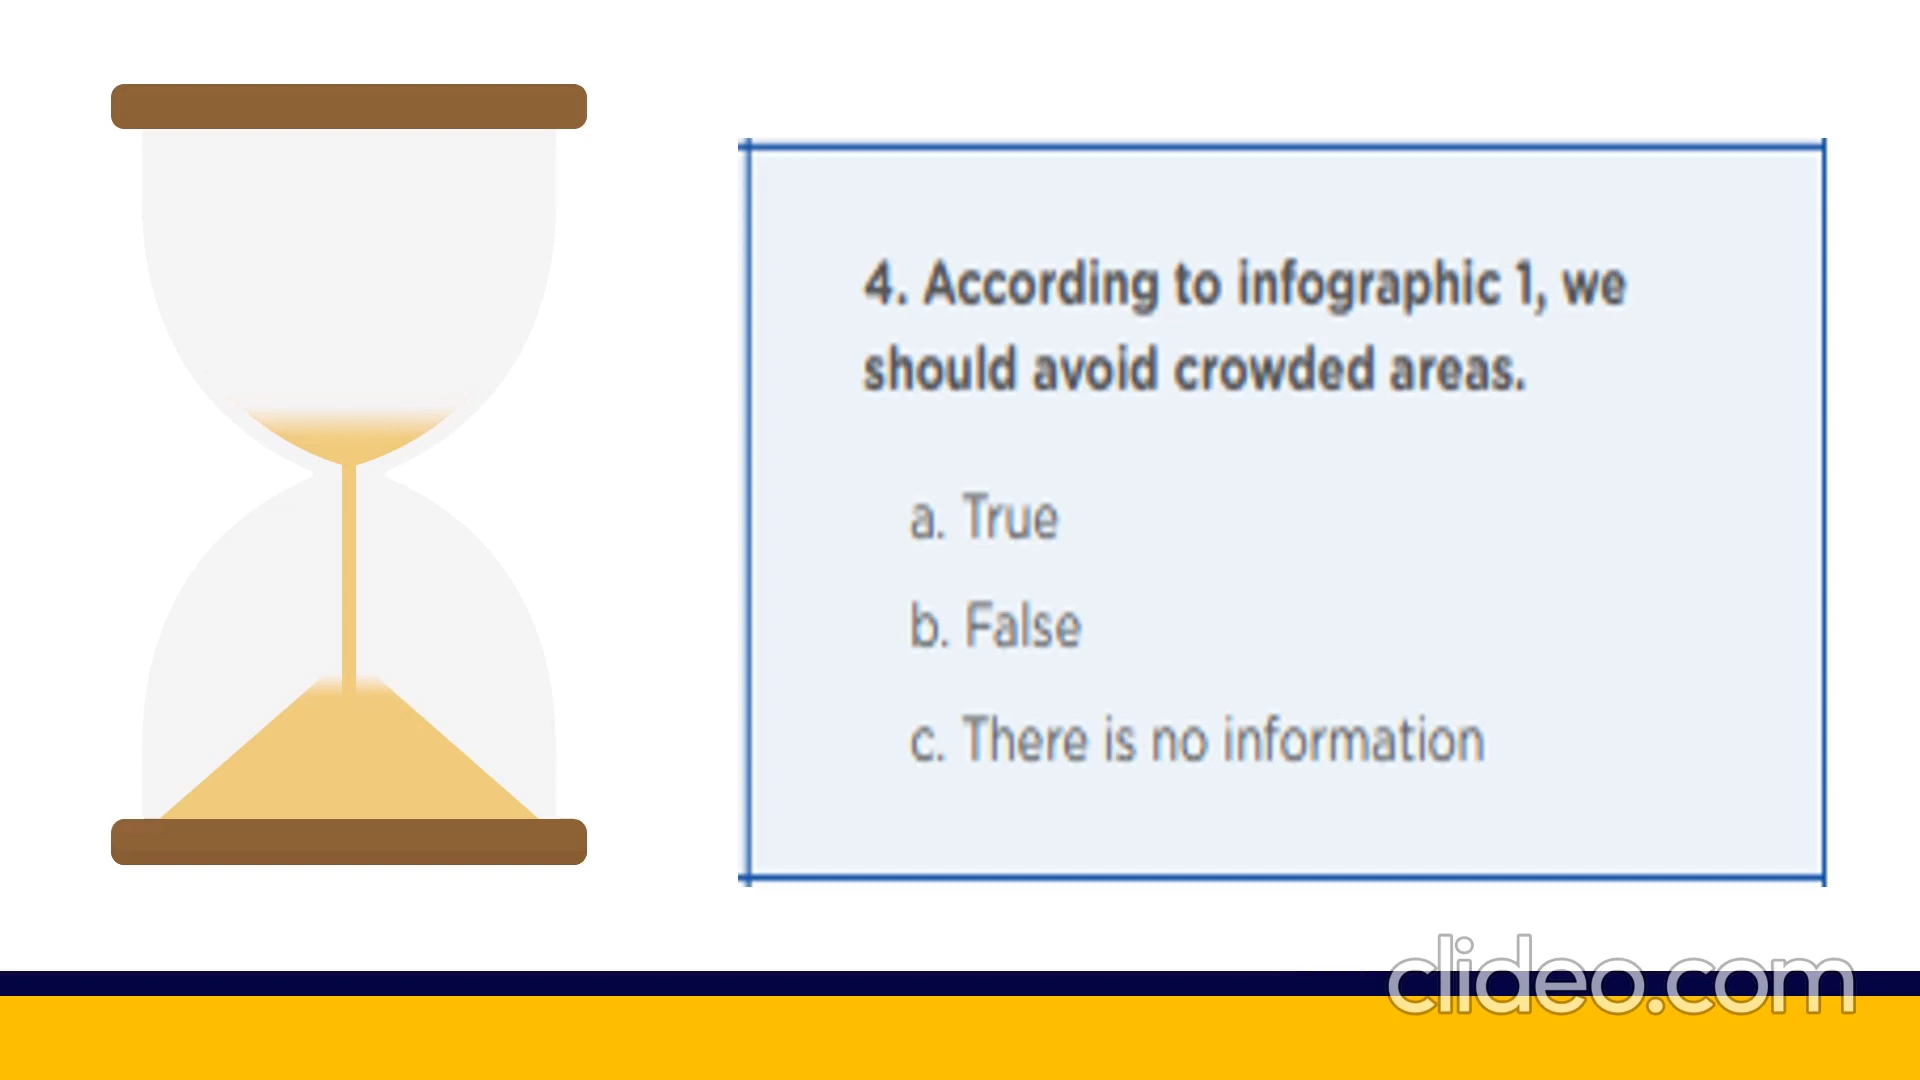 4. According to infographic 1, we
should avoid crowded areas.
a. True
b. False
c. There is no information
clideo.com